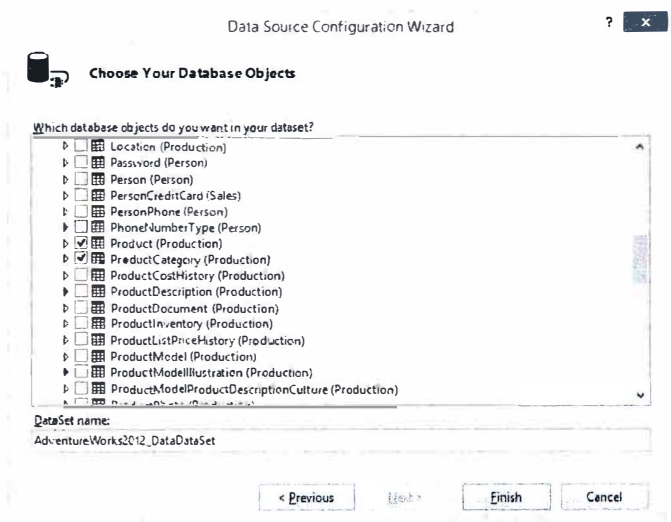 Data Source Configuration Wizard
? x
Choose Your Database Objects
Which database objects do you want in your dataset?
Location (Production)
Password (Person)
Person (Person)
PersonCreditCard (Sales)
PersonPhone (Person)
PhoneNumberType (Person)
Product (Production)
ProductCategory (Production)
ProductCostHistory (Production)
ProductDescription (Production)
ProductDocument (Production)
ProductInventory (Production)
ProductListPriceHistory (Production)
ProductModel (Production)
ProductModelIllustration (Production)
ProductModelProductDescriptionCulture (Production)
DataSet name:
AdventureWorks2012_DataDataSet
< Previous Next > Finish Cancel